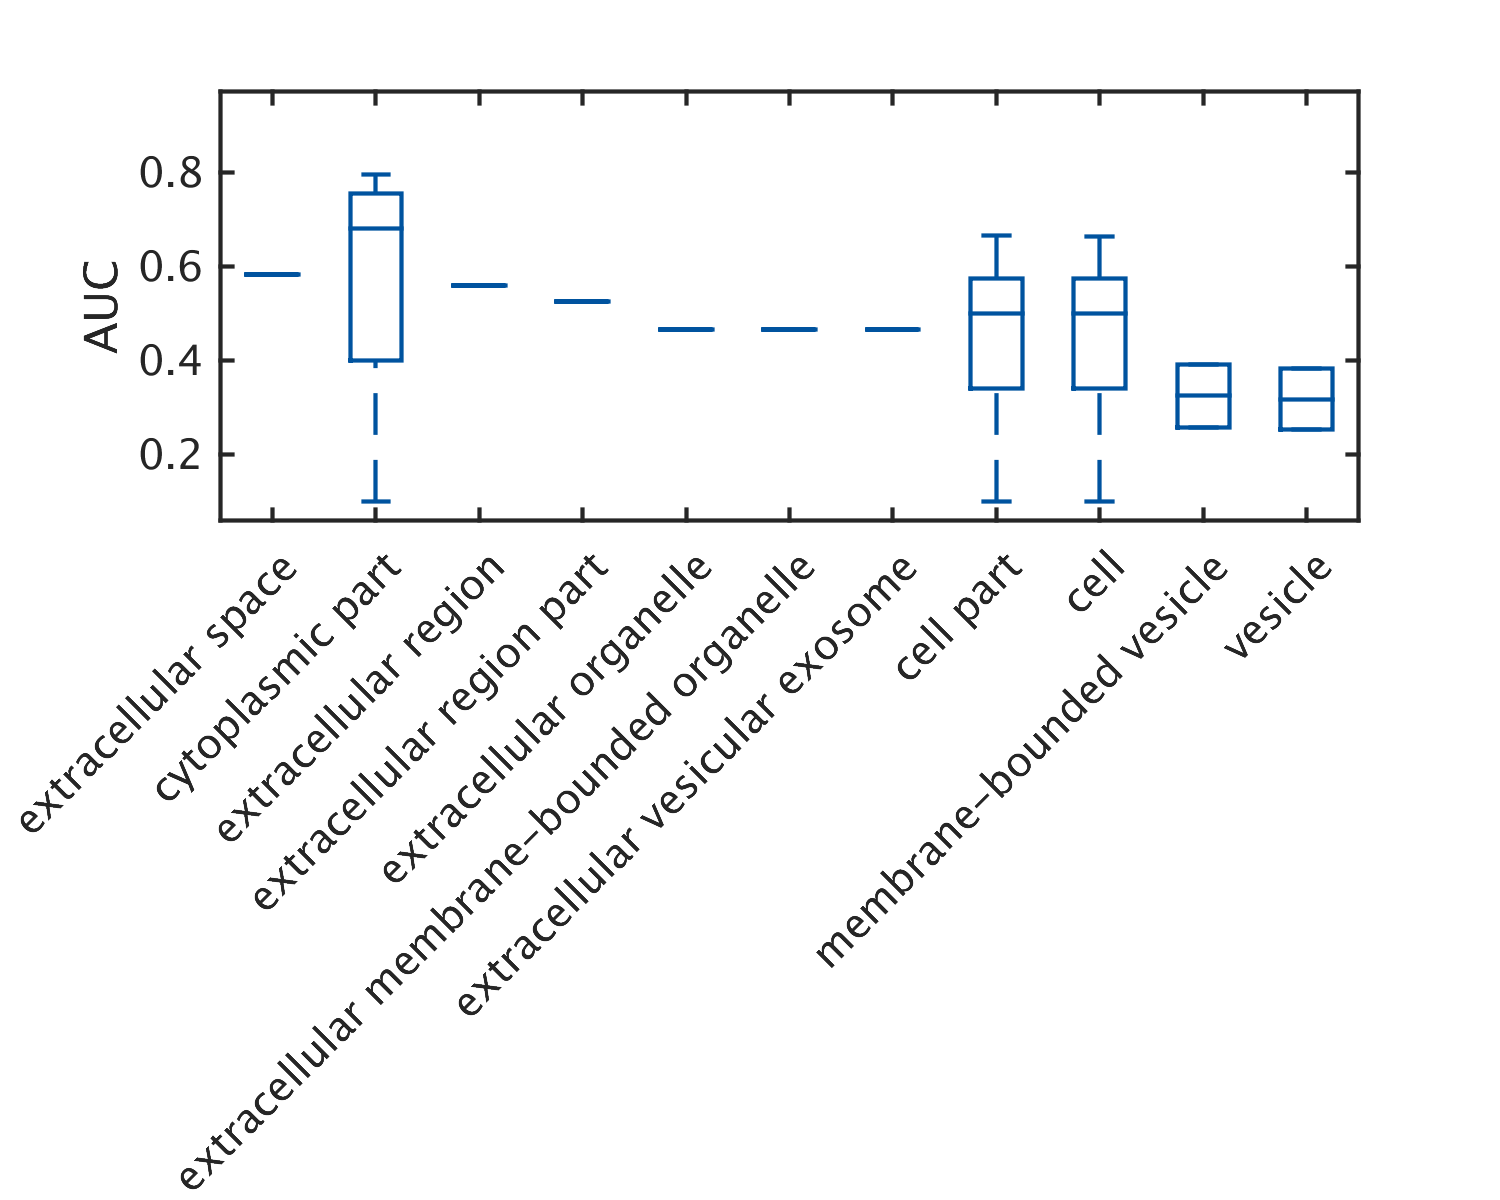 AUC
0.8
0.6
0.4
0.2
extracellular space
cytoplasmic part
extracellular region
extracellular region part
extracellular organelle
extracellular membrane–bounded organelle
extracellular vesicular exosome
cell part
cell
membrane–bounded vesicle
vesicle